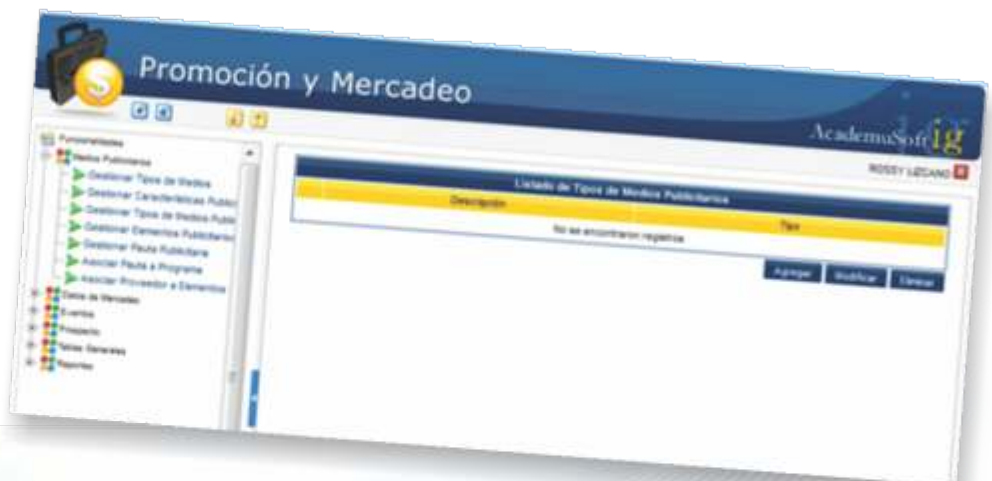 Promoción y Mercadeo
AcademuSoft ig
ROSSY LOZANO
Funcionalidades
Medios Publicitarios
Gestionar Tipos de Medios
Gestionar Características Public
Gestionar Tipos de Medios Public
Gestionar Elementos Publicitarios
Gestionar Pauta Publicitaria
Asociar Pauta a Programa
Asociar Proveedor a Elementos
Datos de Mercadeo
Eventos
Prospecto
Tablas Generales
Reportes
Listado de Tipos de Medios Publicitarios
Descripción Tipo
No se encontraron registros
Agregar Modificar Eliminar